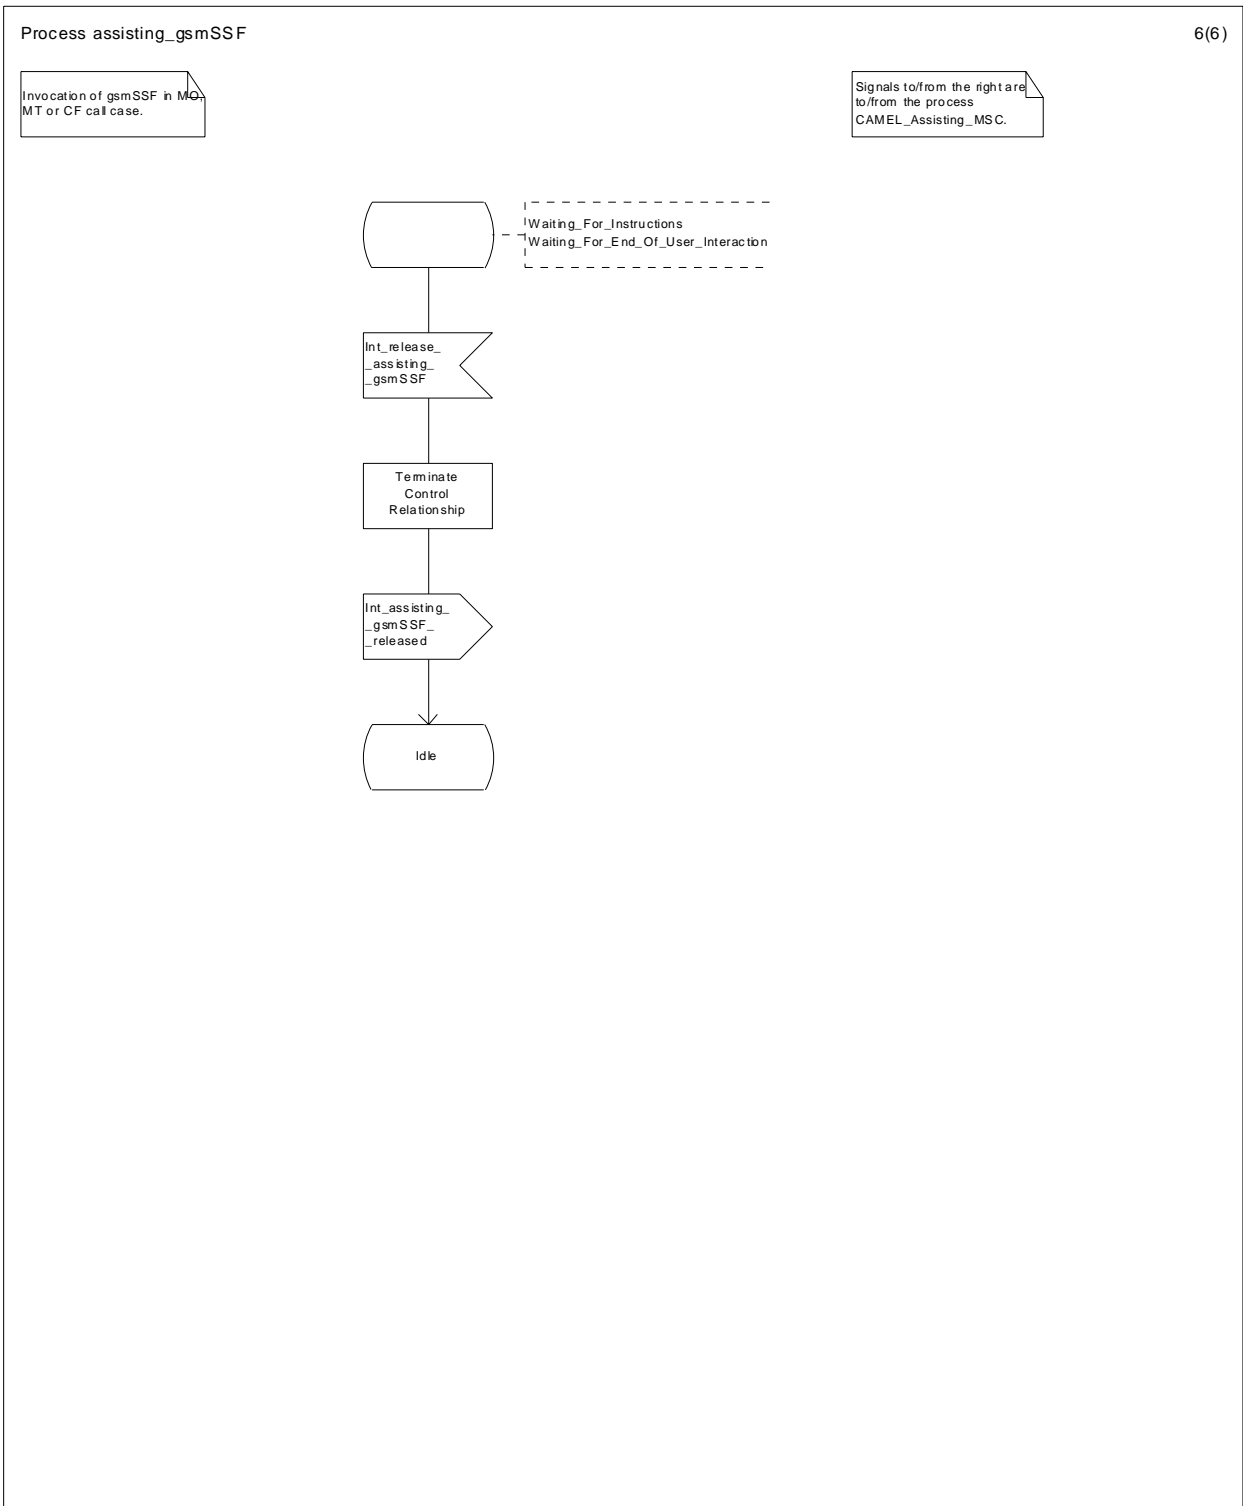 Process assisting_gsmSSF
6(6)
Invocation of gsmSSF in MO,
MT or CF call case.
Signals to/from the right are
to/from the process
CAMEL_Assisting_MSC.
Waiting_For_Instructions
Waiting_For_End_Of_User_Interaction
Int_release_
_assisting_
_gsmSSF
Terminate
Control
Relationship
Int_assisting_
_gsmSSF_
_released
Idle